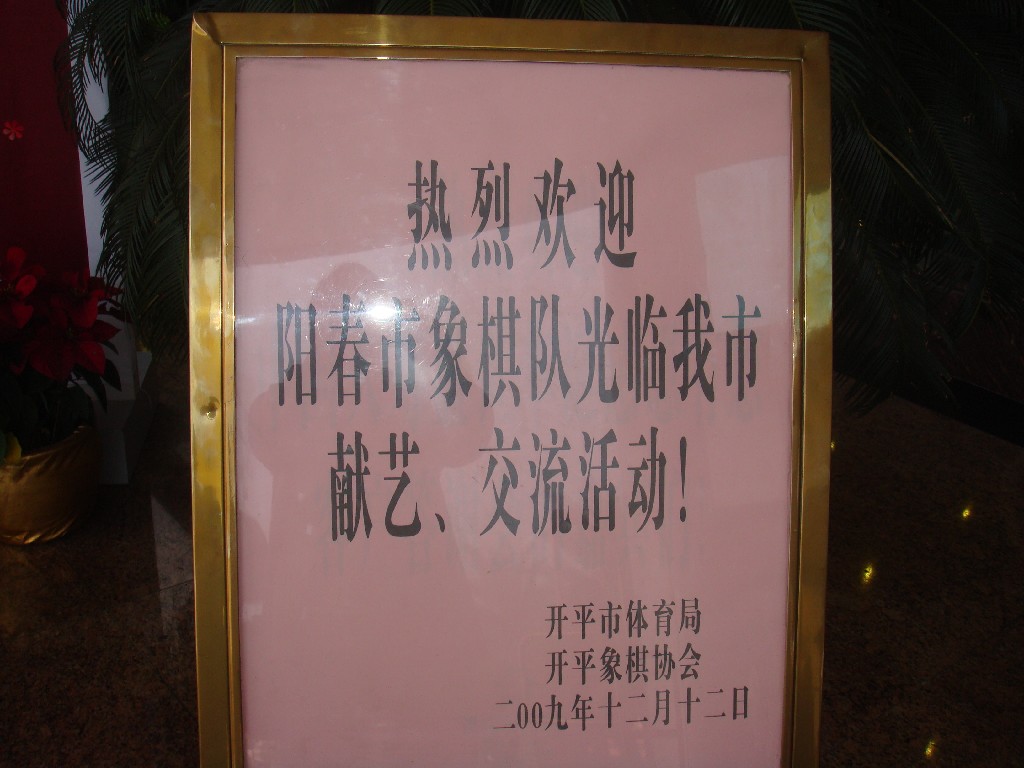 热烈欢迎
阳春市象棋队光临我市
献艺、交流活动！
开平市体育局
开平象棋协会
二00九年十二月十二日